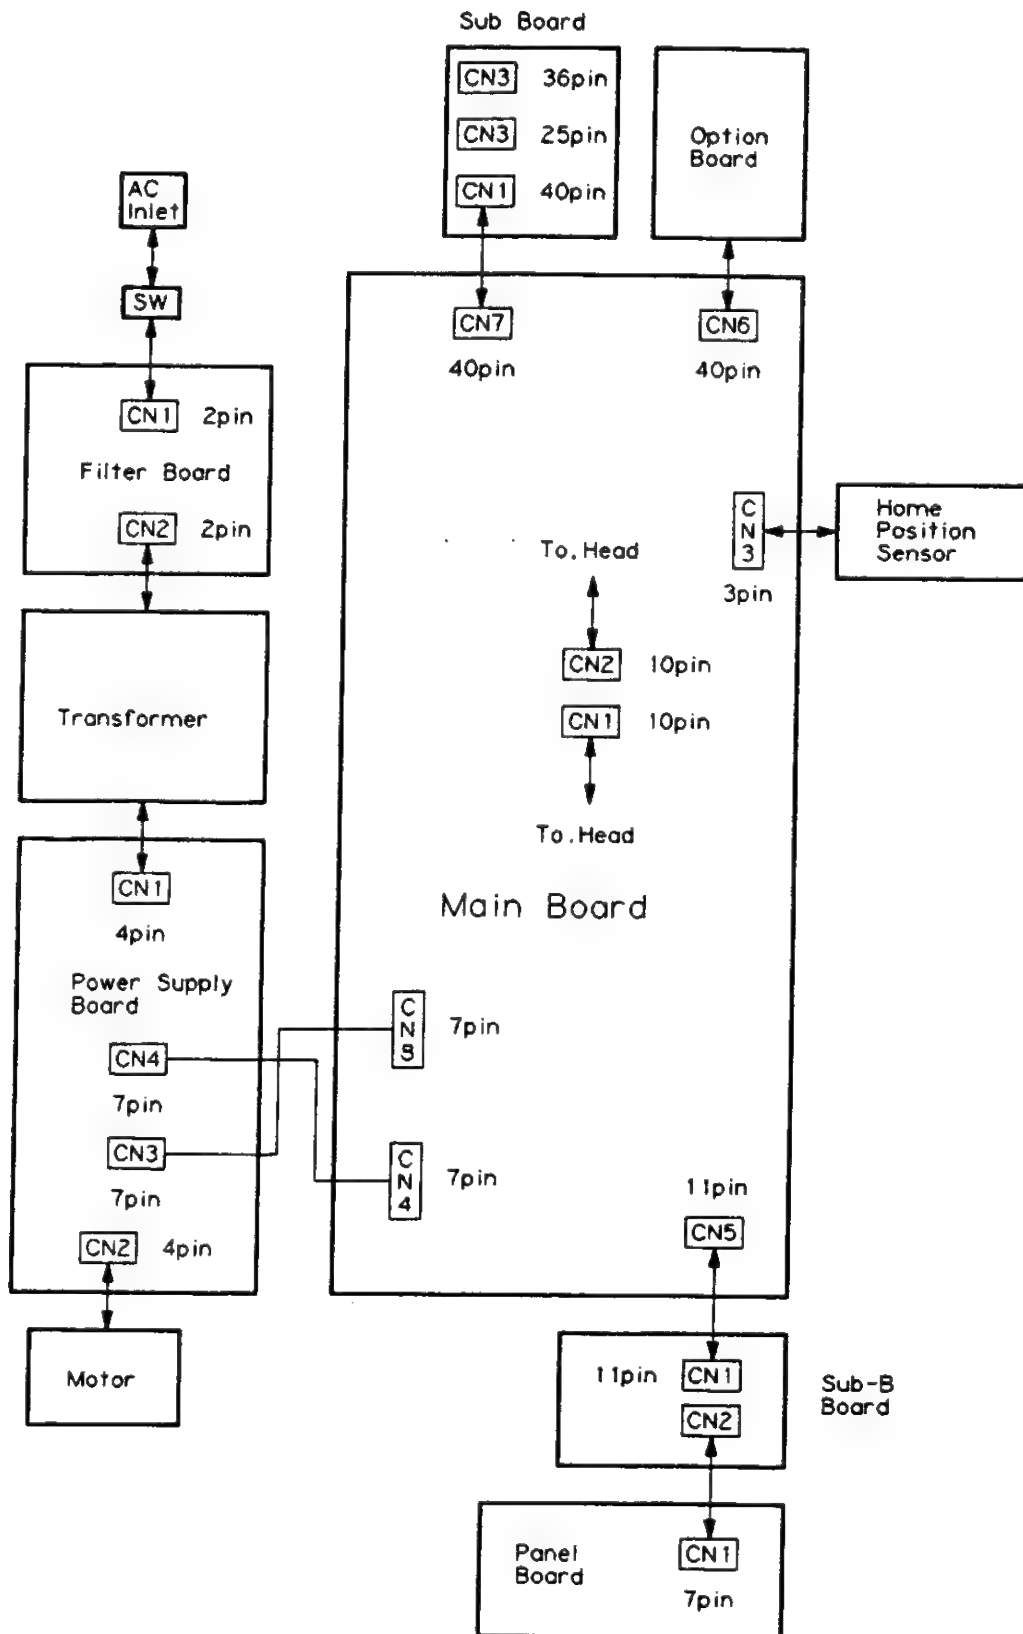 Sub Board
CN3 36pin
CN3 25pin
CN1 40pin
Option
Board
AC
Inlet
SW
CN7
40pin
CN6
40pin
CN1 2pin
Filter Board
CN2 2pin
C
N
3
3pin
Home
Position
Sensor
To.Head
CN2 10pin
CN1 10pin
To.Head
Transformer
Main Board
CN1
4pin
Power Supply
Board
CN4
7pin
CN3
7pin
CN2 4pin
C
N
7pin
C
N
4
7pin
11pin
CN5
Motor
11pin CN1
CN2
Sub-B
Board
Panel
Board
CN1
7pin